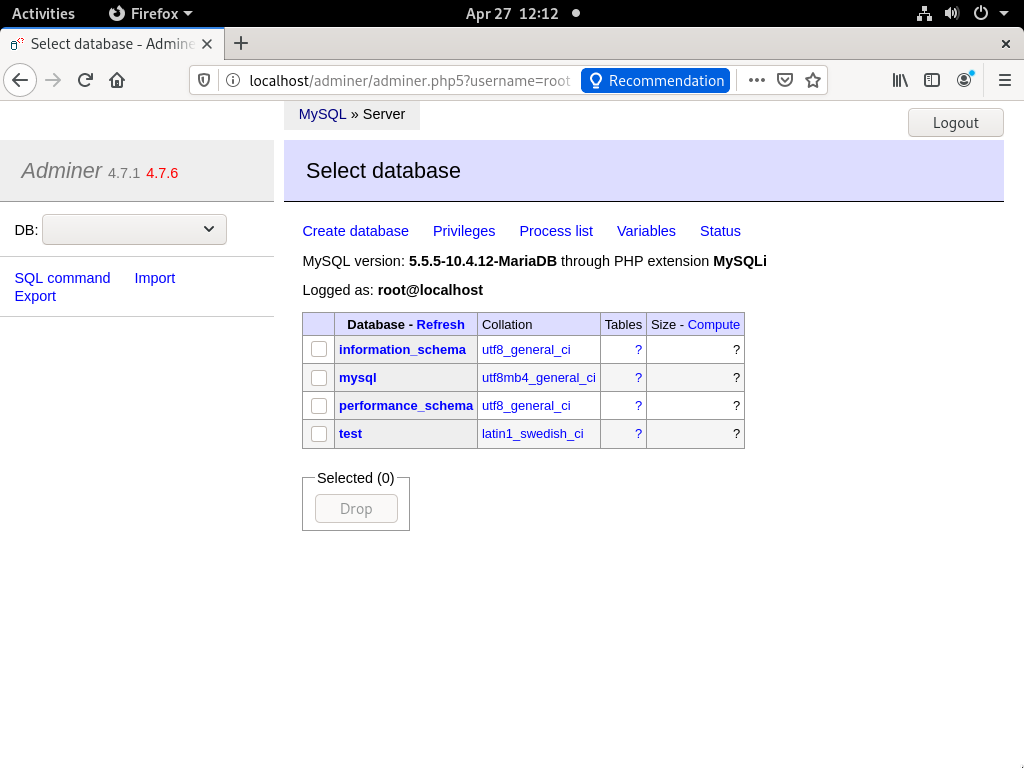 Activities Firefox Apr 27 12:12
Select database - Admine
localhost/adminer/adminer.php5?username=root Recommendation
MySQL » Server
Logout
Adminer 4.7.1 4.7.6
Select database
DB:
Create database Privileges Process list Variables Status
MySQL version: 5.5.5-10.4.12-MariaDB through PHP extension MySQLi
SQL command Import
Export
Logged as: root@localhost
Database - Refresh Collation Tables Size - Compute
information_schema utf8_general_ci ? ?
mysql utf8mb4_general_ci ? ?
performance_schema utf8_general_ci ? ?
test latin1_swedish_ci ? ?
Selected (0)
Drop